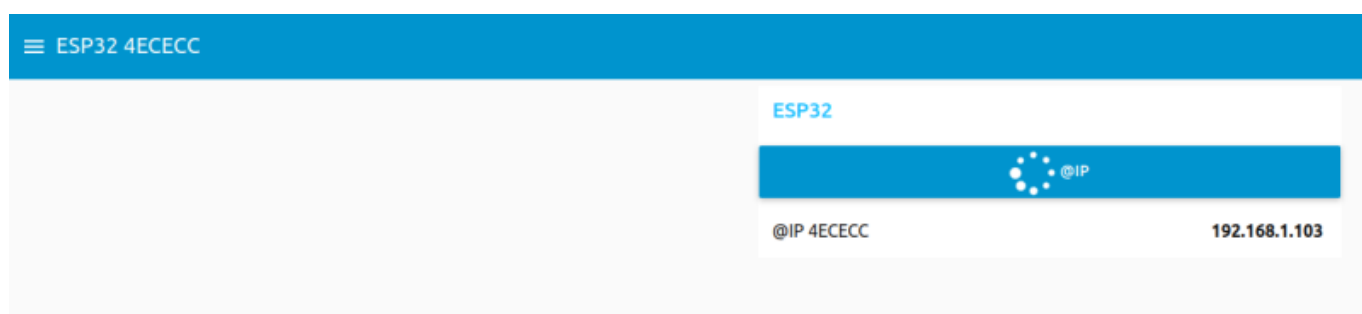 ESP32 4ECECC
ESP32
@IP
@IP 4ECECC 192.168.1.103